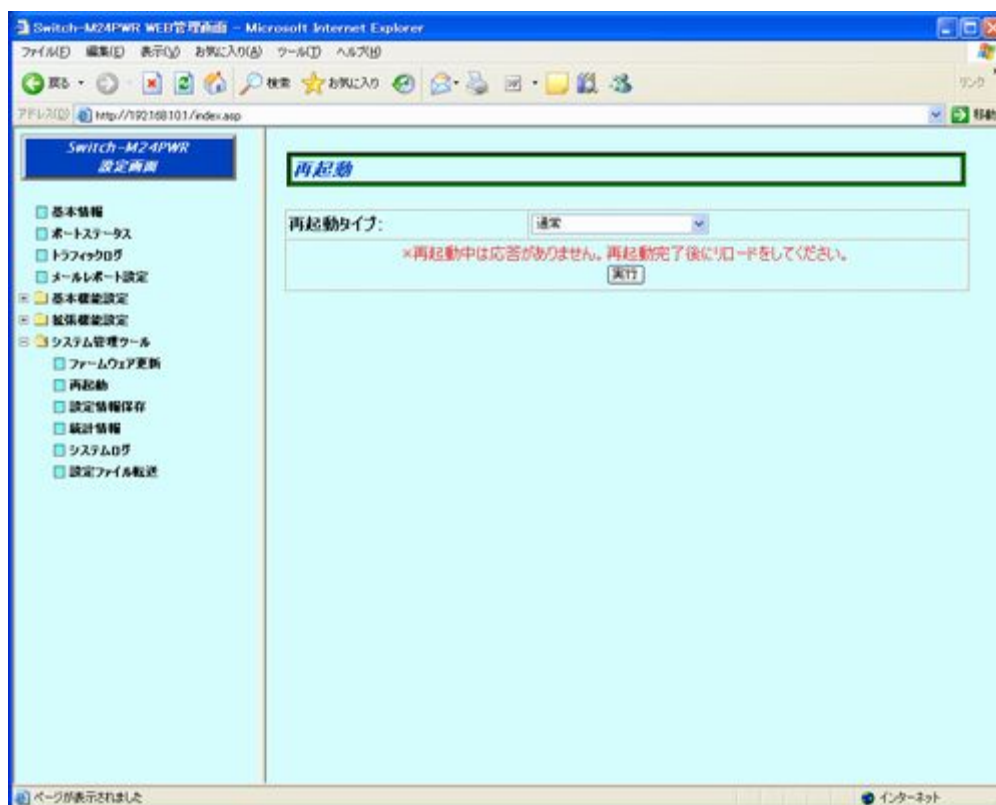 Switch-M24PWR WEB管理画面 - Microsoft Internet Explorer
ファイル(F) 編集(E) 表示(V) お気に入り(A) ツール(T) ヘルプ(H)
戻る 検索 お気に入り リンク
アドレス(D) http://192.168.10.1/index.asp 移動
Switch-M24PWR
設定画面
再起動
基本情報
ポートステータス
トラフィックログ
メールレポート設定
基本機能設定
拡張機能設定
システム管理ツール
ファームウェア更新
再起動
設定情報保存
統計情報
システムログ
設定ファイル転送
再起動タイプ: 通常
※再起動中は応答がありません。再起動完了後にリロードをしてください。
実行
ページが表示されました インターネット